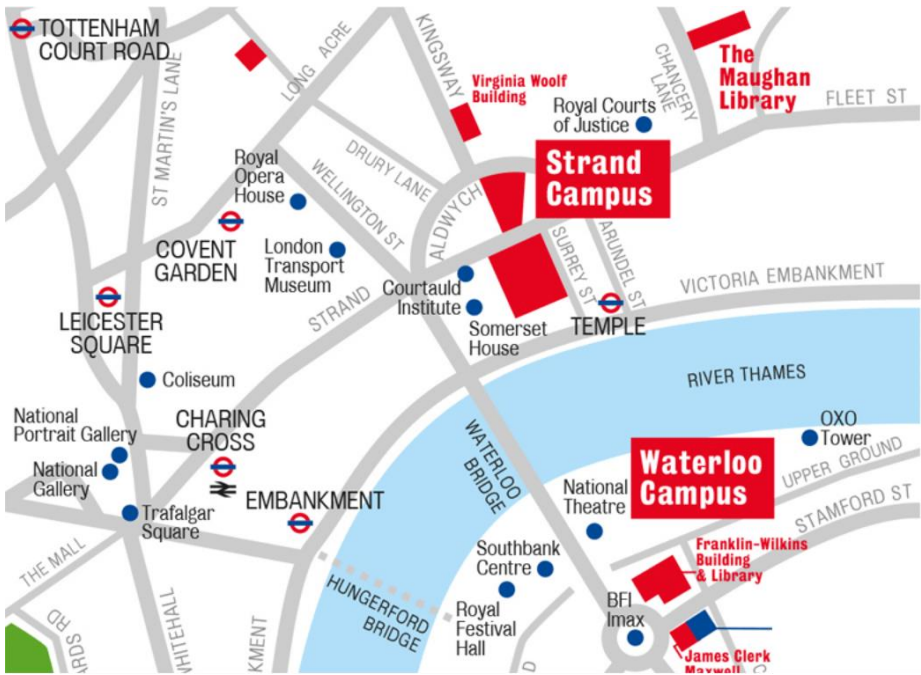 TOTTENHAM
COURT ROAD
ST MARTIN'S LANE
LONG ACRE
KINGSWAY
Virginia Woolf
Building
Royal Courts
of Justice
CHANCERY
LANE
The
Maughan
Library
FLEET ST
Royal
Opera
House
DRURY LANE
WELLINGTON ST
ALDWYCH
Strand
Campus
COVENT
GARDEN
London
Transport
Museum
STRAND
Courtauld
Institute
Somerset
House
SURREY ST
ARUNDEL ST
TEMPLE
VICTORIA EMBANKMENT
LEICESTER
SQUARE
RIVER THAMES
Coliseum
National
Portrait Gallery
National
Gallery
CHARING
CROSS
Trafalgar
Square
EMBANKMENT
WATERLOO
BRIDGE
OXO
Tower
Waterloo
Campus
National
Theatre
UPPER GROUND
STAMFORD ST
Southbank
Centre
Franklin-Wilkins
Building
& Library
THE MALL
HUNGERFORD
BRIDGE
Royal
Festival
Hall
BFI
Imax
ARDS RD
WHITEHALL
KMENT
D
James Clerk
Maxwell